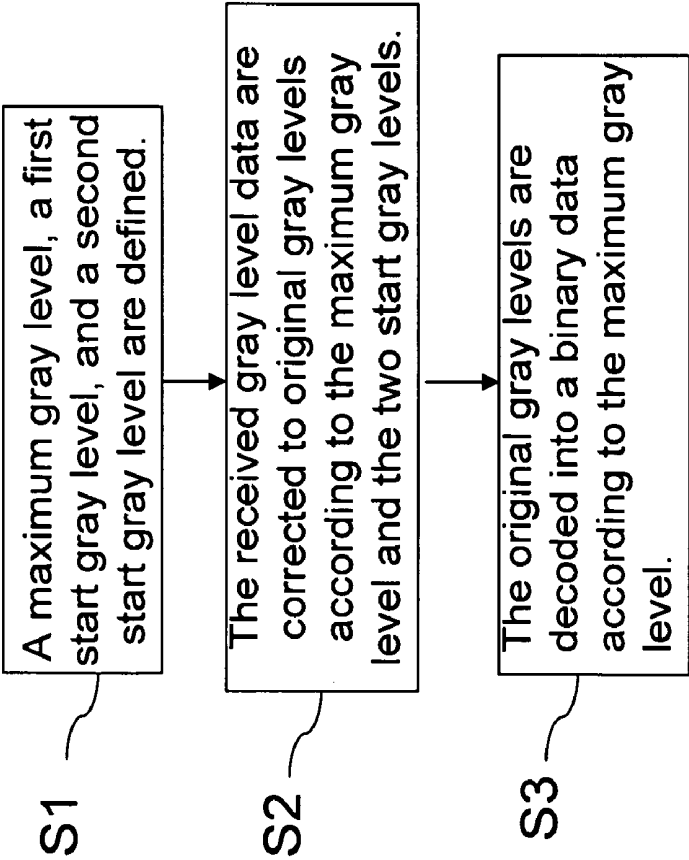 S1
A maximum gray level, a first
start gray level, and a second
start gray level are defined.
S2
The received gray level data are
corrected to original gray levels
according to the maximum gray
level and the two start gray levels.
S3
The original gray levels are
decoded into a binary data
according to the maximum gray
level.